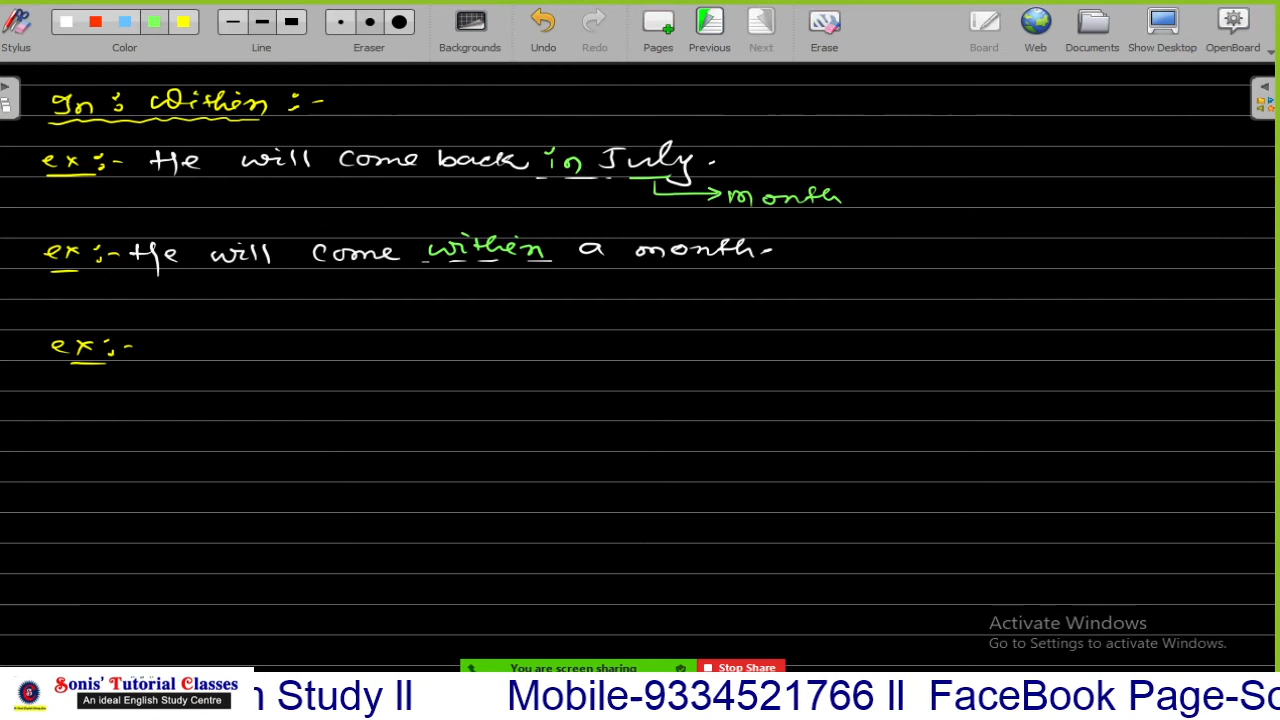 Stylus Color Line Eraser Backgrounds Undo Redo Pages Previous Next Erase Board Web Documents Show Desktop OpenBoard
In : Within :-
ex :- He will come back in July.
month
ex :- He will come within a month.
ex :-
Activate Windows
Go to Settings to activate Windows.
You are screen sharing Stop Share
Sonis' Tutorial Classes
An ideal English Study Centre
n Study ll Mobile-9334521766 ll FaceBook Page-So